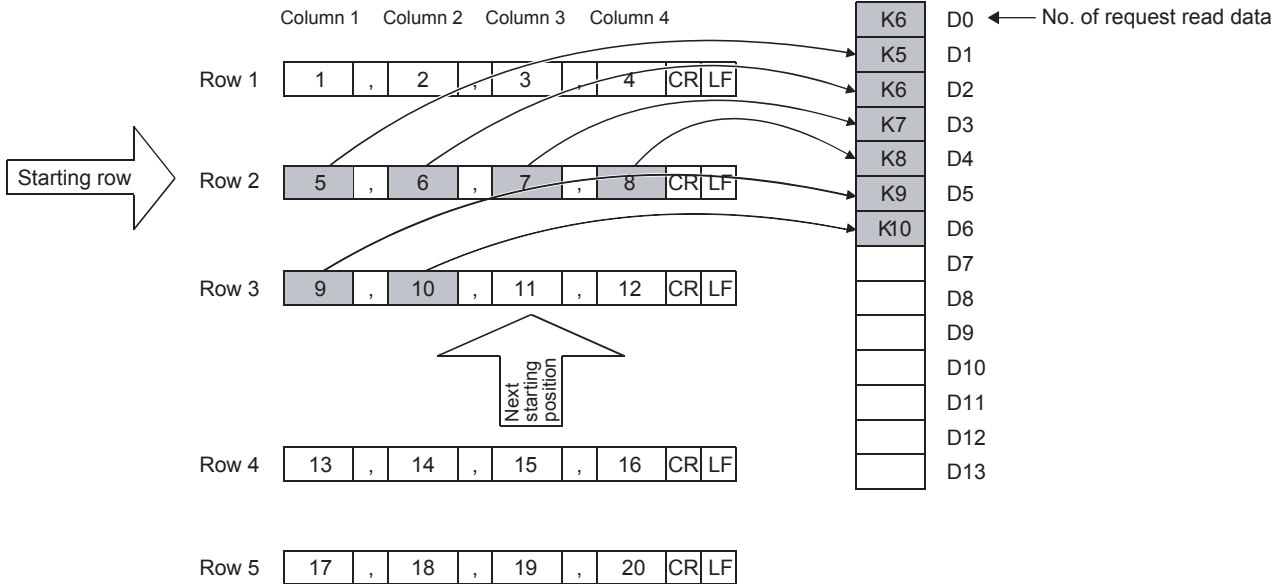 Column 1 Column 2 Column 3 Column 4
K6 D0 No. of request read data
K5 D1
Row 1 1 , 2 , 3 , 4 CR LF
K6 D2
K7 D3
K8 D4
Starting row
Row 2 5 , 6 , 7 , 8 CR LF
K9 D5
K10 D6
D7
Row 3 9 , 10 , 11 , 12 CR LF
D8
D9
D10
Next
starting
position
D11
D12
Row 4 13 , 14 , 15 , 16 CR LF
D13
Row 5 17 , 18 , 19 , 20 CR LF